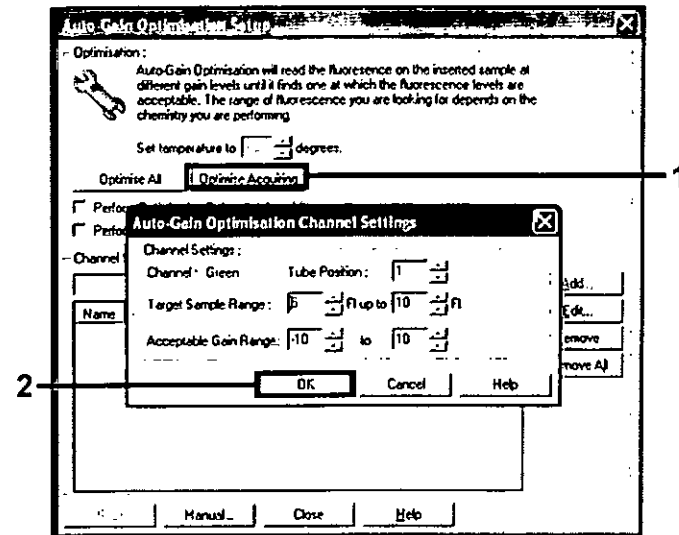 Auto-Gain Optimisation Setup
Optimisation :
Auto-Gain Optimisation will read the fluoresence on the inserted sample at
different gain levels until it finds one at which the fluorescence levels are
acceptable. The range of fluorescence you are looking for depends on the
chemistry you are performing.
Set temperature to degrees.
Optimise All Optimise Acquiring 1
Perfo
Perfo
Auto-Gain Optimisation Channel Settings
Channel
Channel Settings :
Channel : Green Tube Position : 1
Target Sample Range : 5 Fl up to 10 Fl
Acceptable Gain Range: -10 to 10
Name
Add...
Edit...
emove
move All
2 OK Cancel Help
Manual... Close Help